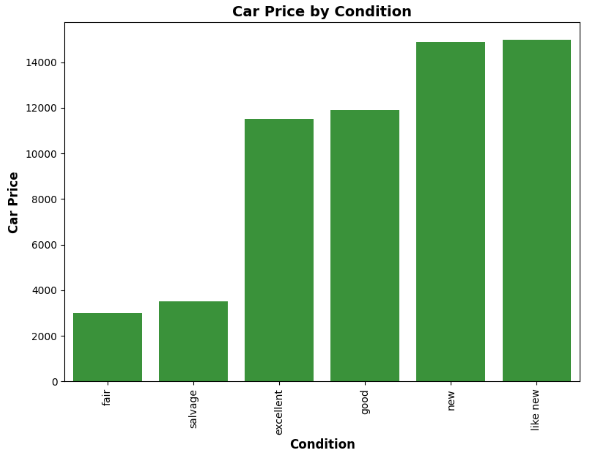 Car Price by Condition
Car Price
14000
12000
10000
8000
6000
4000
2000
0
fair
salvage
excellent
good
new
like new
Condition